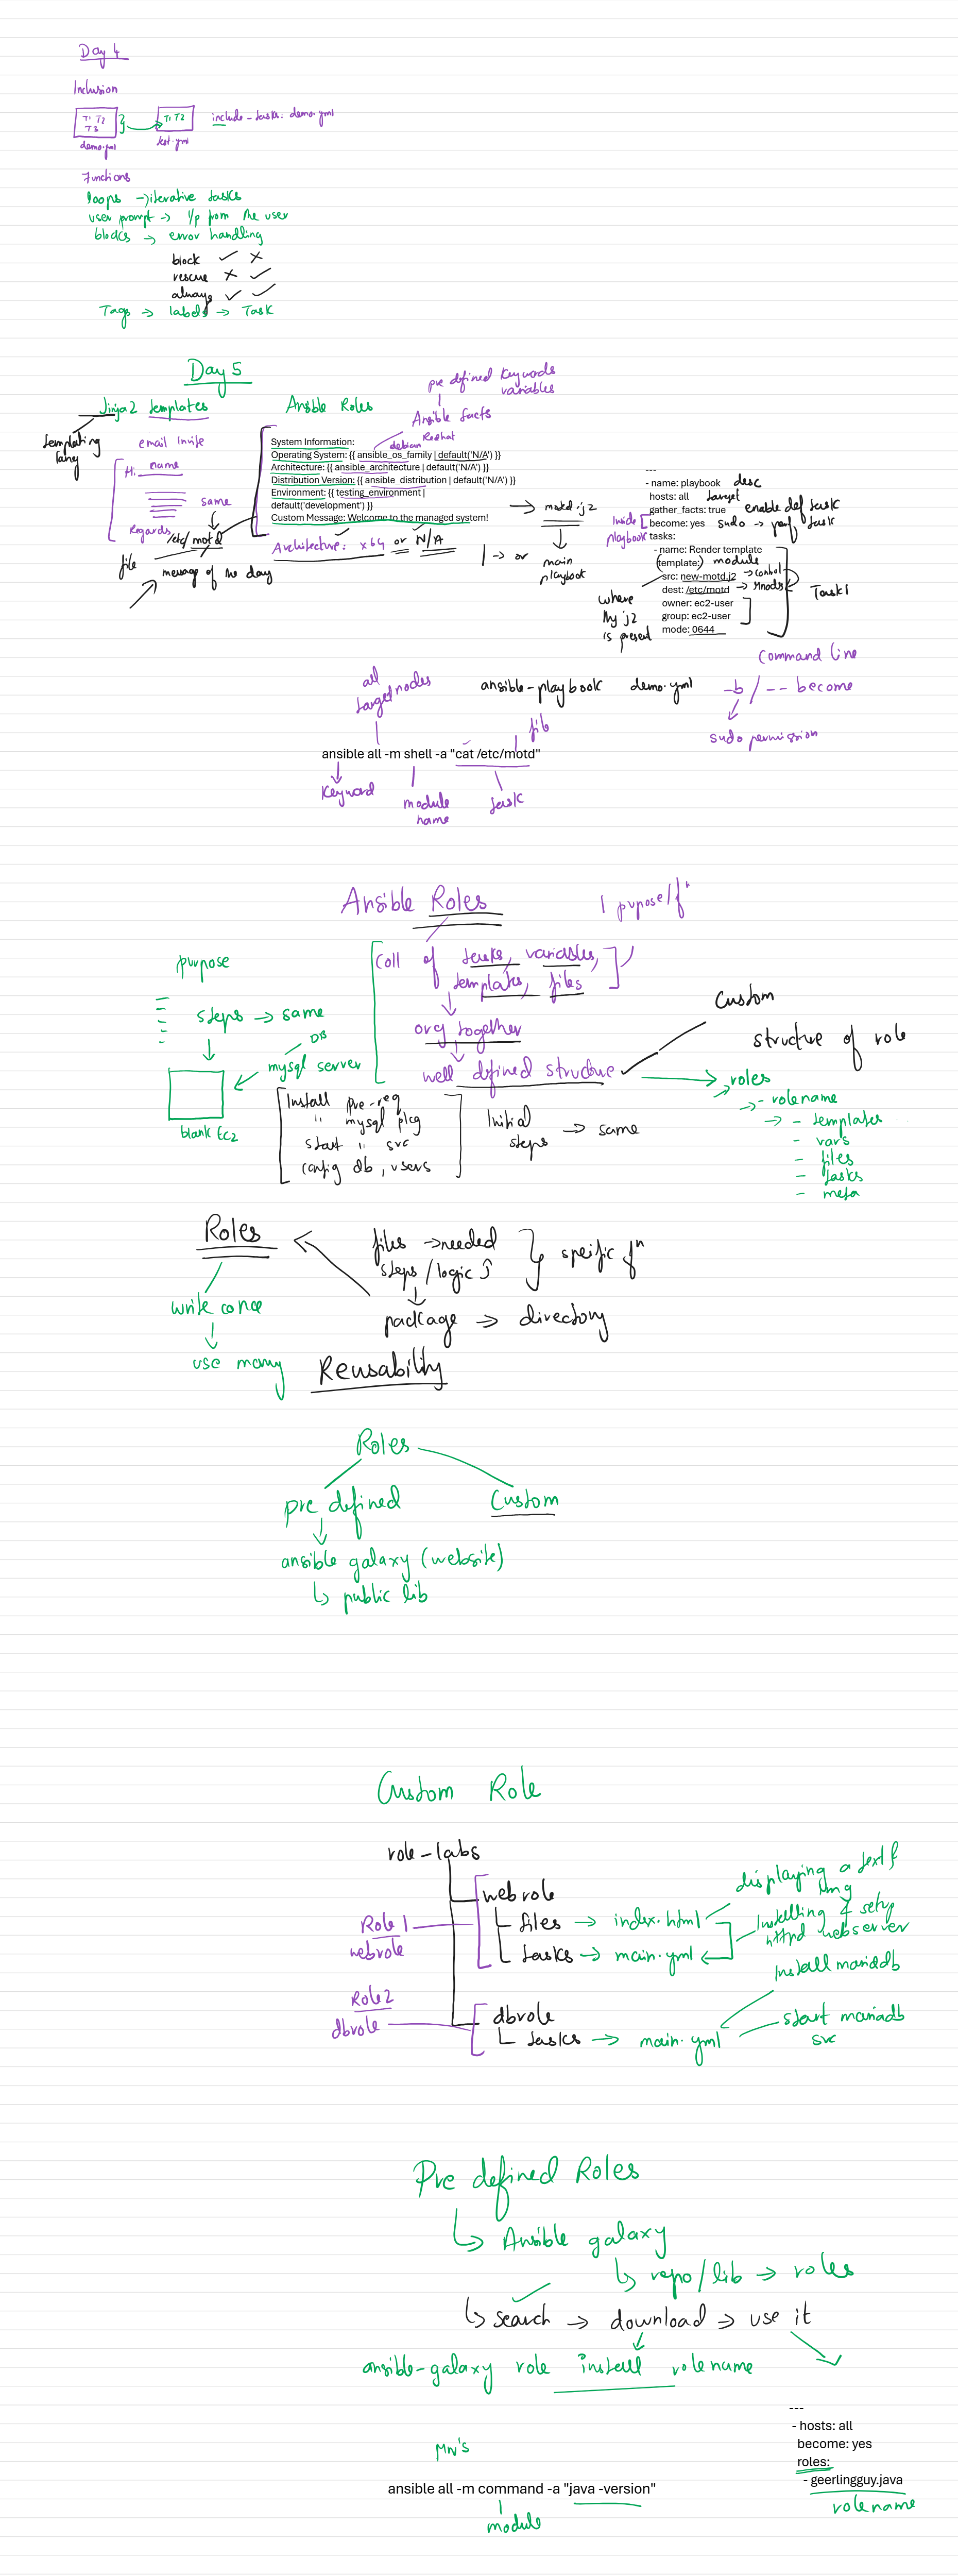 Day 4
Inclusion
T1 T2
T3
T1 T2
include-tasks: demo.yml
demo.yml
test.yml
Functions
loops → iterative tasks
user prompt → i/p from the user
blocks → error handling
block ✓ ✗
rescue ✗ ✓
always ✓ ✓
Tags → labels → Task
Day 5
pre defined keywords
variables
Jinja2 templates
Ansible Roles
Ansible facts
templating
lang
email invite
debian Redhat
System Information:
Operating System: {{ ansible_os_family | default('N/A') }}
Architecture: {{ ansible_architecture | default('N/A') }}
Distribution Version: {{ ansible_distribution | default('N/A') }}
Environment: {{ testing_environment |
default('development') }}
Custom Message: Welcome to the managed system!
Hi name
same
Regards,
/etc/motd
file
message of the day
Architecture: x64 or N/A
| → or
→ motd.j2
main
playbook
---
- name: playbook desc
hosts: all target
gather_facts: true enable def task
become: yes sudo → perf task
tasks:
Inside
playbook
- name: Render template
template: module
src: new-motd.j2 → control
dest: /etc/motd → Mnodes
owner: ec2-user
group: ec2-user
mode: 0644
Task1
where
my j2
is present
Command line
all
target nodes
ansible-playbook demo.yml -b / -- become
sudo permission
file
ansible all -m shell -a "cat /etc/motd"
Keyword
module
name
task
Ansible Roles
1 pupose/fⁿ
purpose
Coll of tasks, variables,
templates, files
steps → same
org together
Custom
structure of role
DB
mysql server
well defined structure
→ roles
→ - rolename
→ - templates
- vars
- files
- tasks
- meta
blank Ec2
Install pre-req
" mysql pkg
start " svc
config db, users
Initial
steps → same
Roles
files → needed
steps/logic
speific fⁿ
package → directory
write once
use many
Reusability
Roles
pre defined
Custom
ansible galaxy (website)
public lib
Custom Role
role-labs
webrole
files → index.html
tasks → main.yml
displaying a text f
img
Installing & setup
httpd webserver
Role 1
webrole
Role 2
dbrole
dbrole
tasks → main.yml
Install mariadb
start mariadb
svc
Pre defined Roles
Ansible galaxy
repo/lib → roles
search → download → use it
ansible-galaxy role install rolename
---
- hosts: all
become: yes
roles:
- geerlingguy.java
rolename
MN's
ansible all -m command -a "java -version"
module